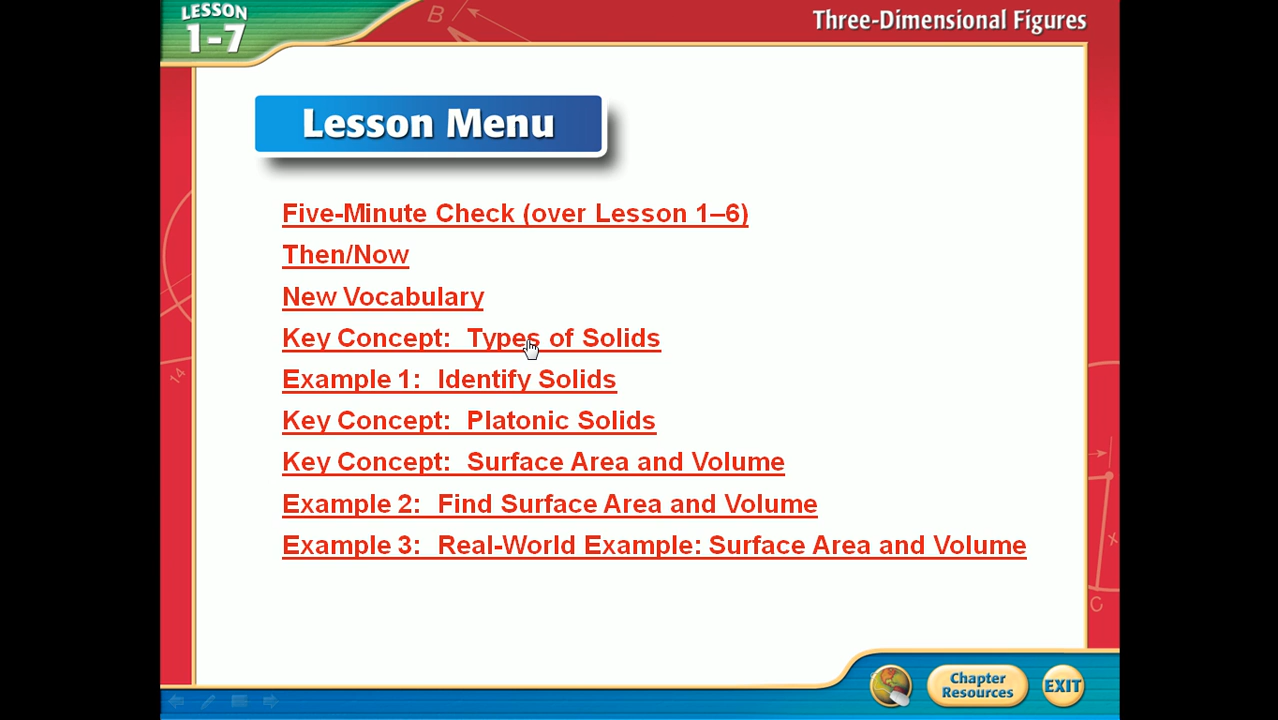 LESSON
1-7
Three-Dimensional Figures
B
A
Lesson Menu
Five-Minute Check (over Lesson 1–6)
Then/Now
New Vocabulary
Key Concept: Types of Solids
Example 1: Identify Solids
Key Concept: Platonic Solids
Key Concept: Surface Area and Volume
Example 2: Find Surface Area and Volume
Example 3: Real-World Example: Surface Area and Volume
14
x
C
Chapter
Resources
EXIT